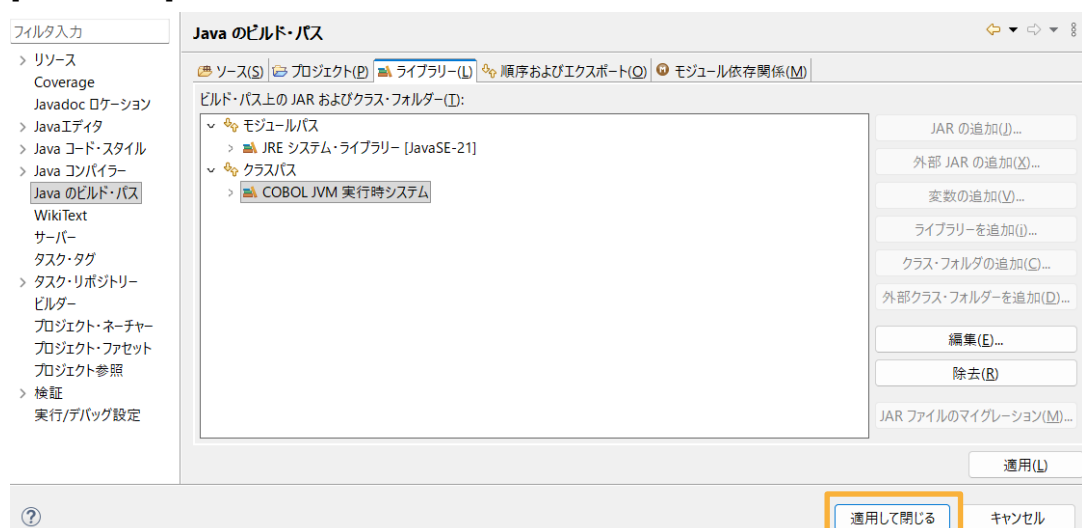 フィルタ入力
Java のビルド・パス
リソース
Coverage
Javadoc ロケーション
Javaエディタ
Java コード・スタイル
Java コンパイラー
Java のビルド・パス
WikiText
サーバー
タスク・タグ
タスク・リポジトリー
ビルダー
プロジェクト・ネーチャー
プロジェクト・ファセット
プロジェクト参照
検証
実行/デバッグ設定
ソース(S) プロジェクト(P) ライブラリー(L) 順序およびエクスポート(O) モジュール依存関係(M)
ビルド・パス上の JAR およびクラス・フォルダー(T):
モジュールパス
JRE システム・ライブラリー [JavaSE-21]
クラスパス
COBOL JVM 実行時システム
JAR の追加(J)...
外部 JAR の追加(X)...
変数の追加(V)...
ライブラリーを追加(i)...
クラス・フォルダの追加(C)...
外部クラス・フォルダーを追加(D)...
編集(E)...
除去(R)
JAR ファイルのマイグレーション(M)...
適用(L)
適用して閉じる
キャンセル